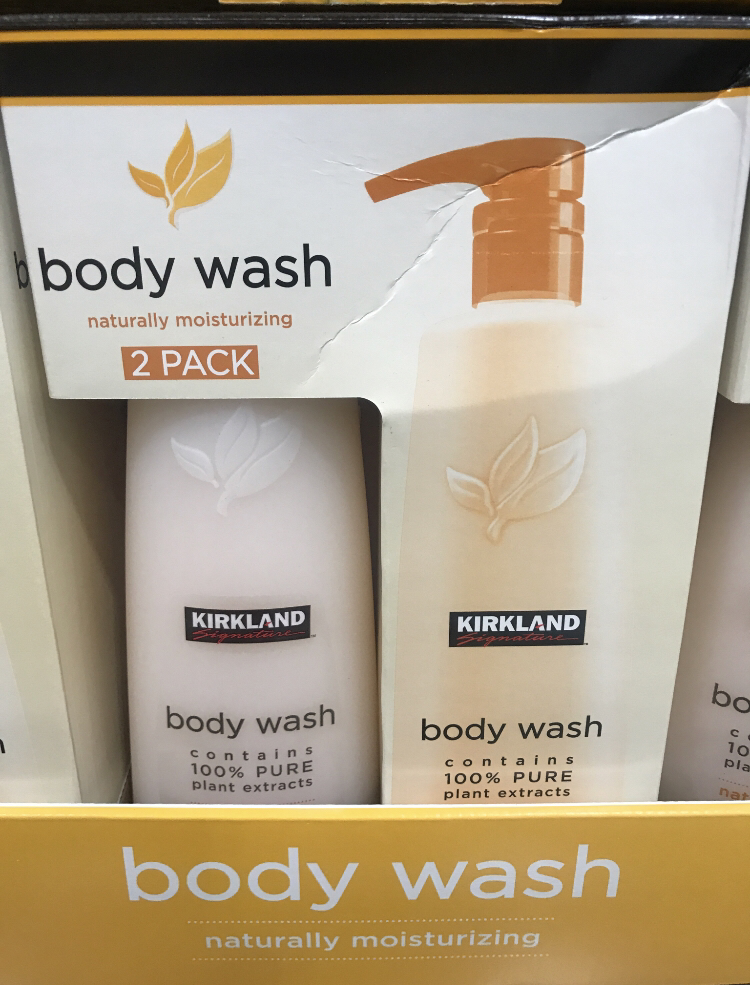 body wash
naturally moisturizing
2 PACK
KIRKLAND
Signature
body wash
contains
100% PURE
plant extracts
KIRKLAND
Signature
body wash
contains
100% PURE
plant extracts
body wash
naturally moisturizing